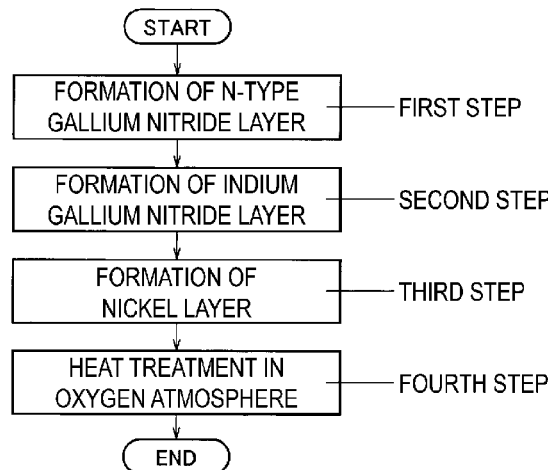 START
FORMATION OF N-TYPE
GALLIUM NITRIDE LAYER
FIRST STEP
FORMATION OF INDIUM
GALLIUM NITRIDE LAYER
SECOND STEP
FORMATION OF
NICKEL LAYER
THIRD STEP
HEAT TREATMENT IN
OXYGEN ATMOSPHERE
FOURTH STEP
END